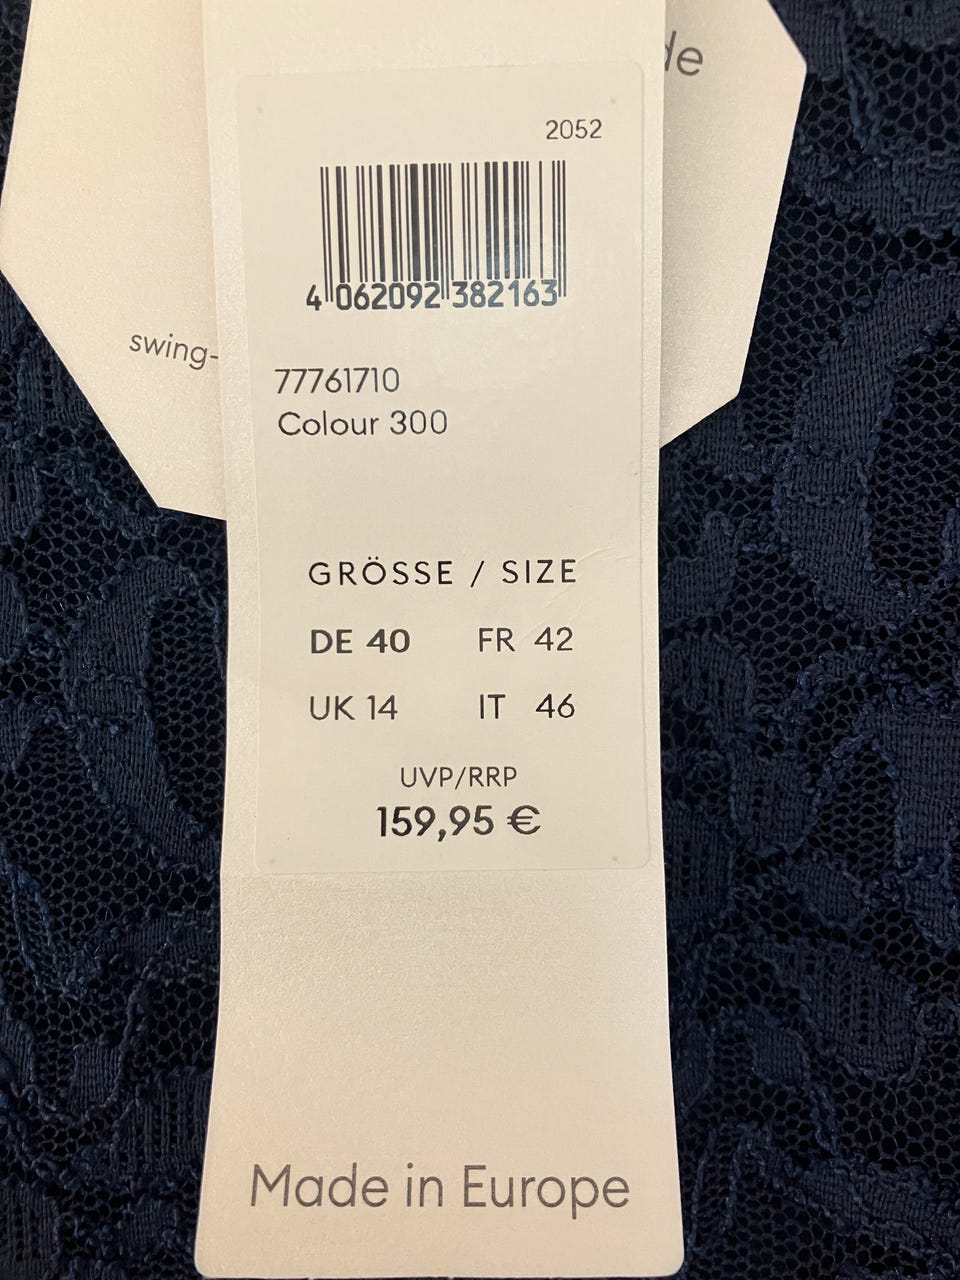 de
2052
4 062092 382163
swing-
77761710
Colour 300
GRÖSSE / SIZE
DE 40 FR 42
UK 14 IT 46
UVP/RRP
159,95 €
Made in Europe